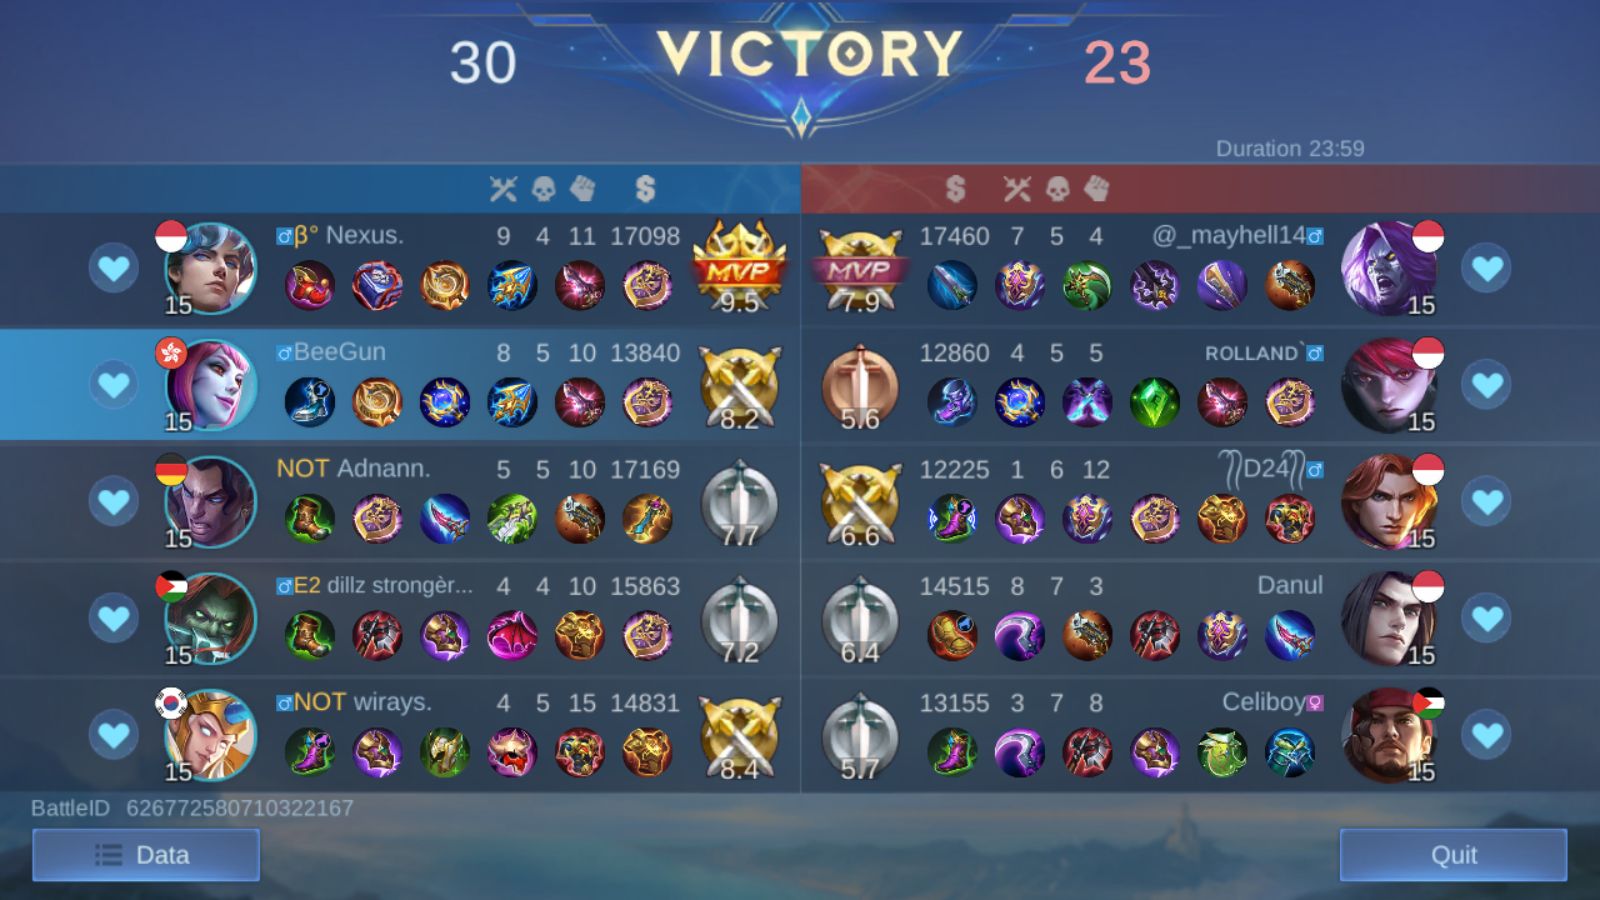 30 VICTORY 23
Duration 23:59
β° Nexus. 9 4 11 17098 MVP 9.5 15
MVP 7.9 17460 7 5 4 @_mayhell14 15
BeeGun 8 5 10 13840 8.2 15
5.6 12860 4 5 5 ROLLAND` 15
NOT Adnann. 5 5 10 17169 7.7 15
6.6 12225 1 6 12 D24 15
E2 dillz strongèr... 4 4 10 15863 7.2 15
6.4 14515 8 7 3 Danul 15
NOT wirays. 4 5 15 14831 8.4 15
5.7 13155 3 7 8 Celiboy 15
BattleID 626772580710322167
Data
Quit